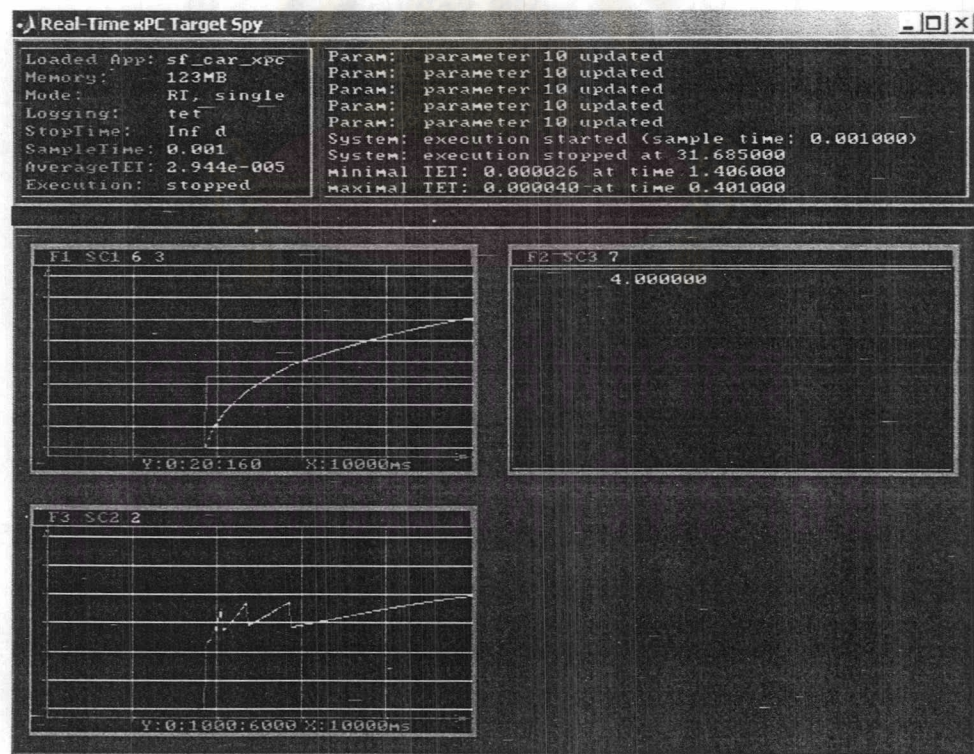 Real-Time xPC Target Spy
Loaded App: sf_car_xpc
Memory: 123MB
Mode: RT, single
Logging: tet
StopTime: Inf d
SampleTime: 0.001
AverageTET: 2.944e-005
Execution: stopped
Param: parameter 10 updated
Param: parameter 10 updated
Param: parameter 10 updated
Param: parameter 10 updated
Param: parameter 10 updated
System: execution started (sample time: 0.001000)
System: execution stopped at 31.685000
minimal TET: 0.000026 at time 1.406000
maximal TET: 0.000040 at time 0.401000
F1 SC1 6 3
Y:0:20:160 X:10000ms
F2 SC3 7
4.000000
F3 SC2 2
Y:0:1000:6000 X:10000ms